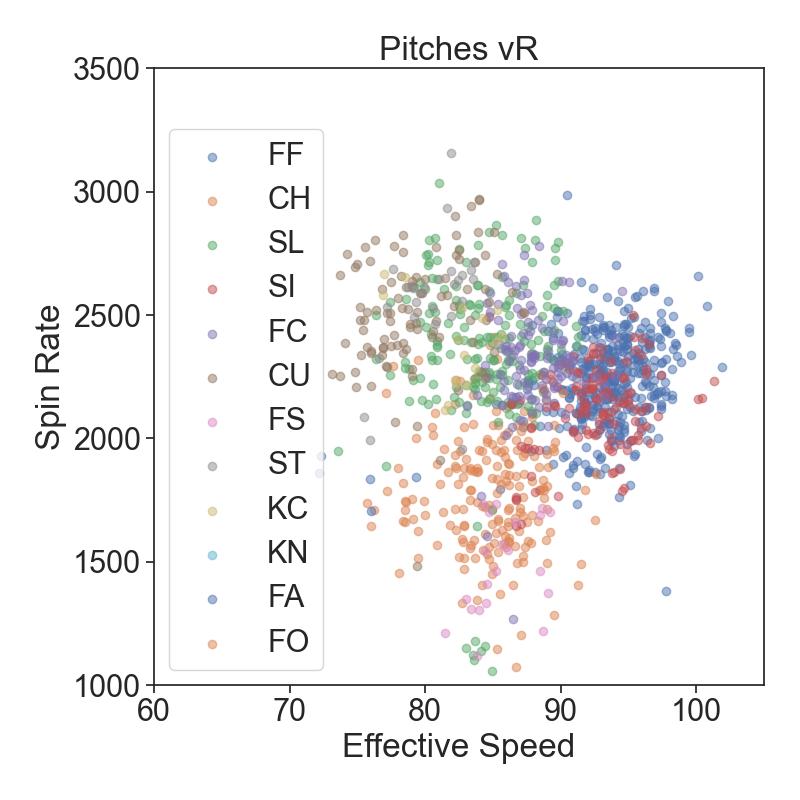 Pitches vR
3500
3000
2500
2000
1500
1000
Spin Rate
FF
CH
SL
SI
FC
CU
FS
ST
KC
KN
FA
FO
60 70 80 90 100
Effective Speed